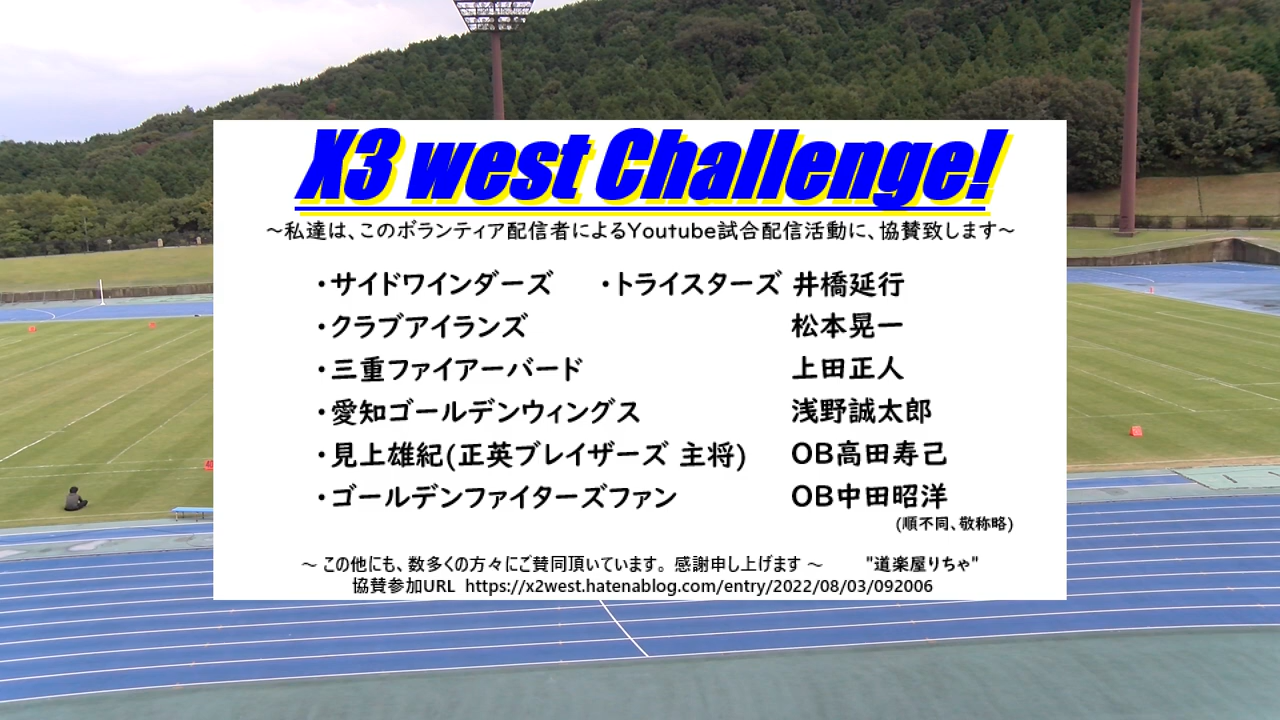 X3 west Challenge!
～私達は、このボランティア配信者によるYoutube試合配信活動に、協賛致します～
・サイドワインダーズ ・トライスターズ 井橋延行
・クラブアイランズ 松本晃一
・三重ファイアーバード 上田正人
・愛知ゴールデンウィングス 浅野誠太郎
・見上雄紀(正英ブレイザーズ 主将) OB高田寿己
・ゴールデンファイターズファン OB中田昭洋
(順不同、敬称略)
～ この他にも、数多くの方々にご賛同頂いています。感謝申し上げます ～ "道楽屋りちゃ"
協賛参加URL https://x2west.hatenablog.com/entry/2022/08/03/092006